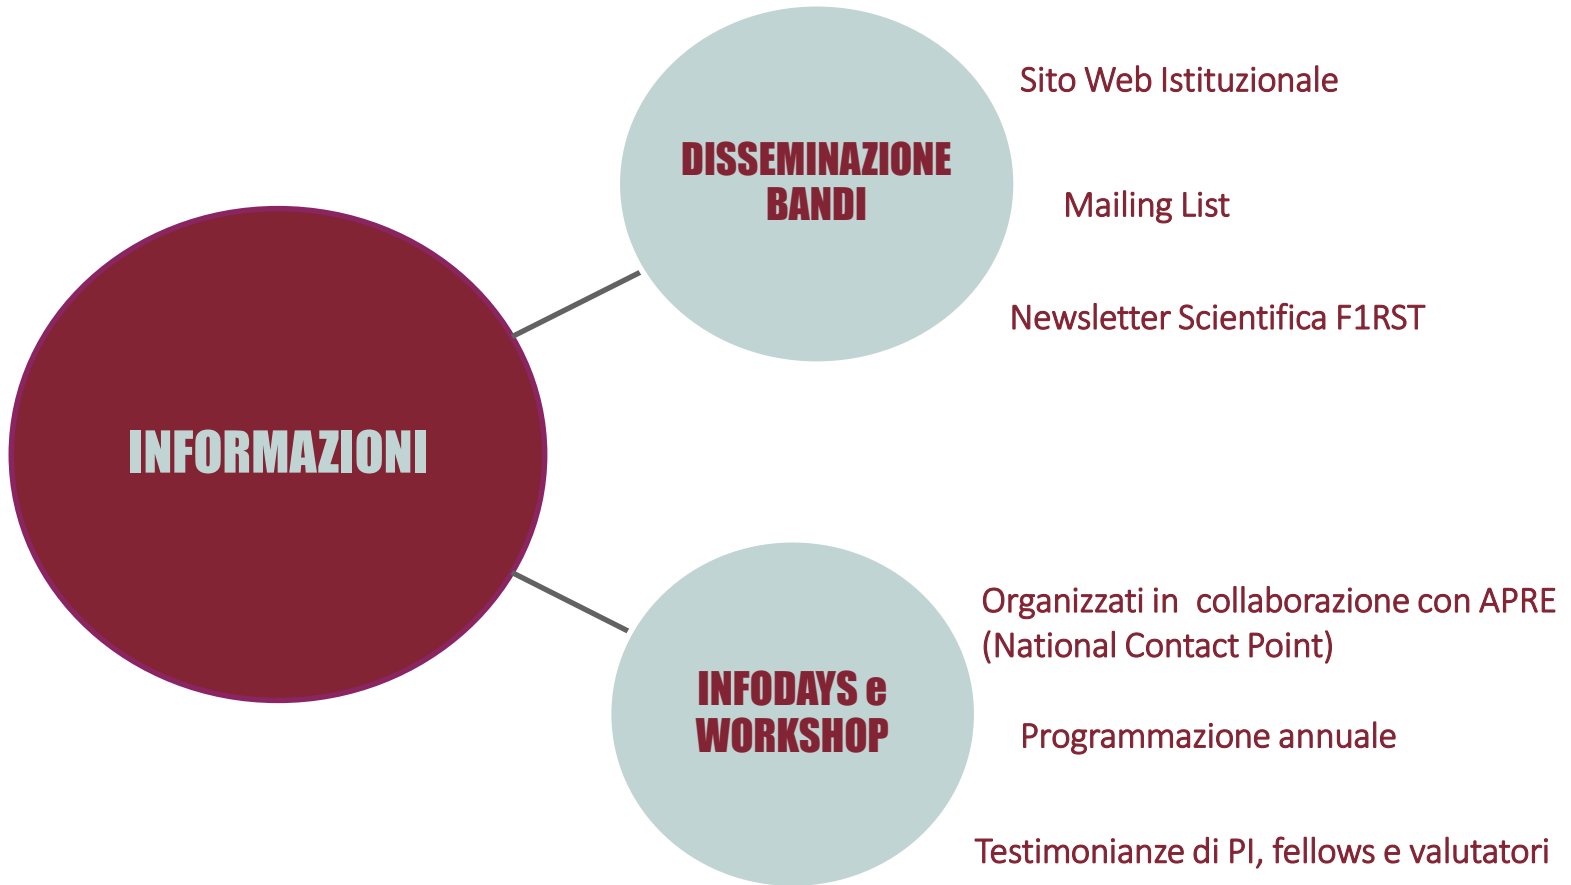 INFORMAZIONI
DISSEMINAZIONE
BANDI
Sito Web Istituzionale
Mailing List
Newsletter Scientifica F1RST
INFODAYS e
WORKSHOP
Organizzati in  collaborazione con APRE
(National Contact Point)
Programmazione annuale
Testimonianze di PI, fellows e valutatori